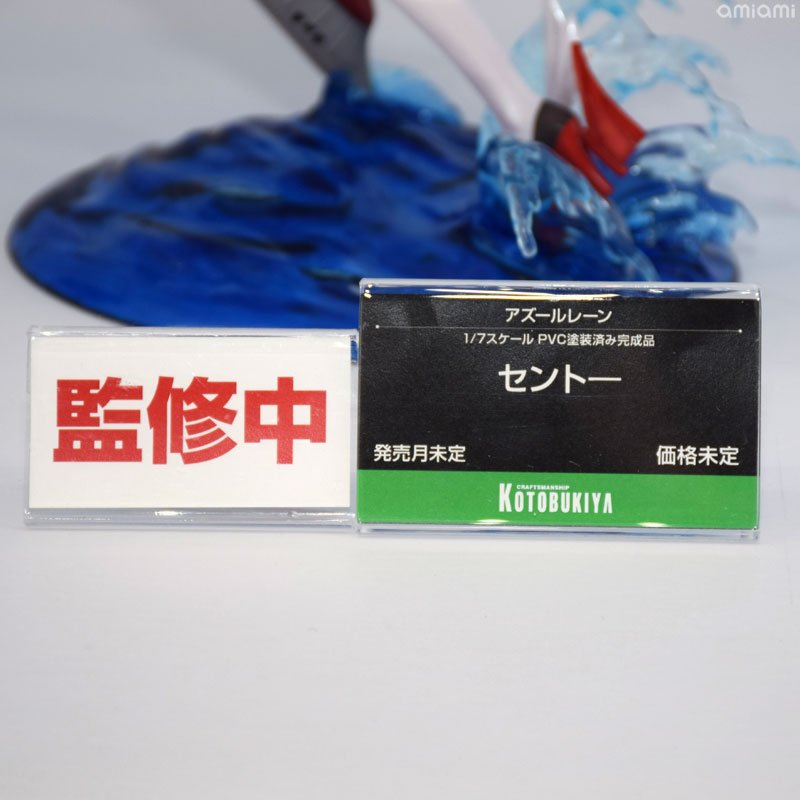 amiami
監修中
アズールレーン
1/7スケール PVC塗装済み完成品
セントー
発売月未定
価格未定
CRAFTSMANSHIP
KOTOBUKIYA